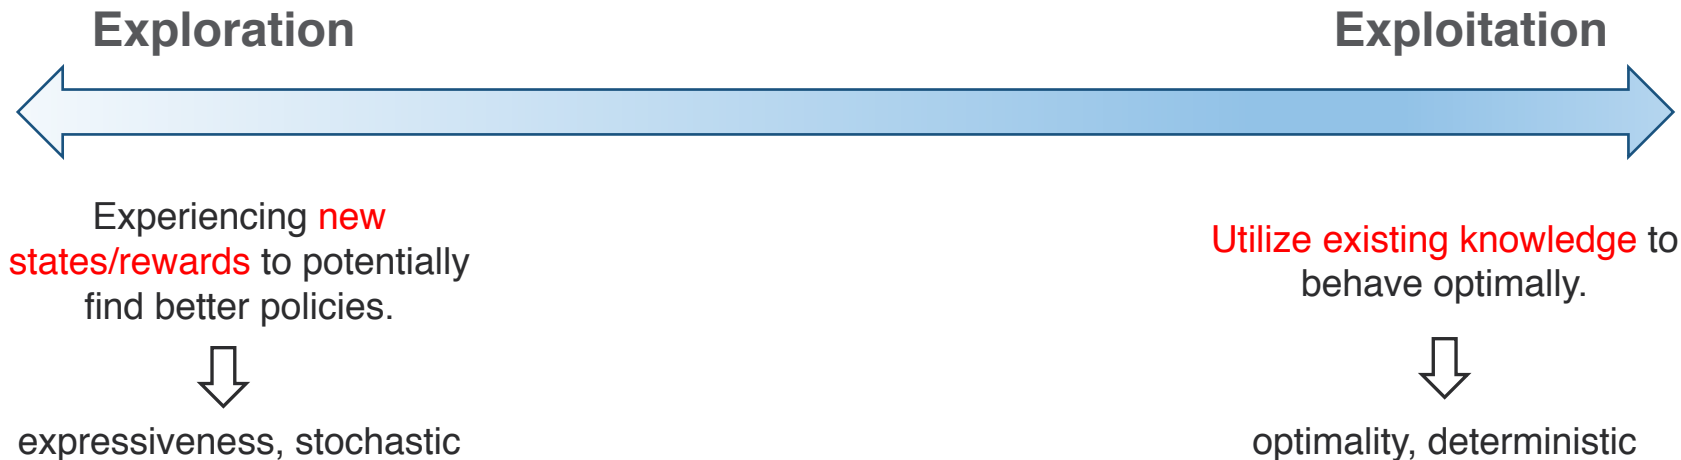 Exploration
Exploitation
Experiencing new
states/rewards to potentially
find better policies.
Utilize existing knowledge to
behave optimally.
expressiveness, stochastic
optimality, deterministic